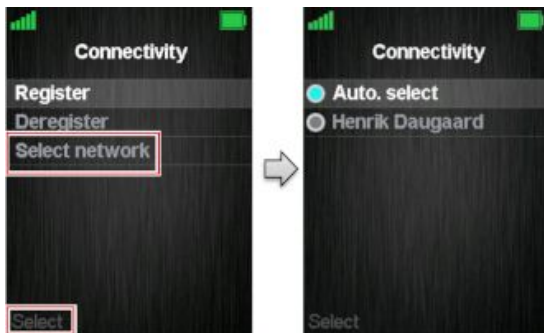 Connectivity
Register
Deregister
Select network
Select
Connectivity
Auto. select
Henrik Daugaard
Select